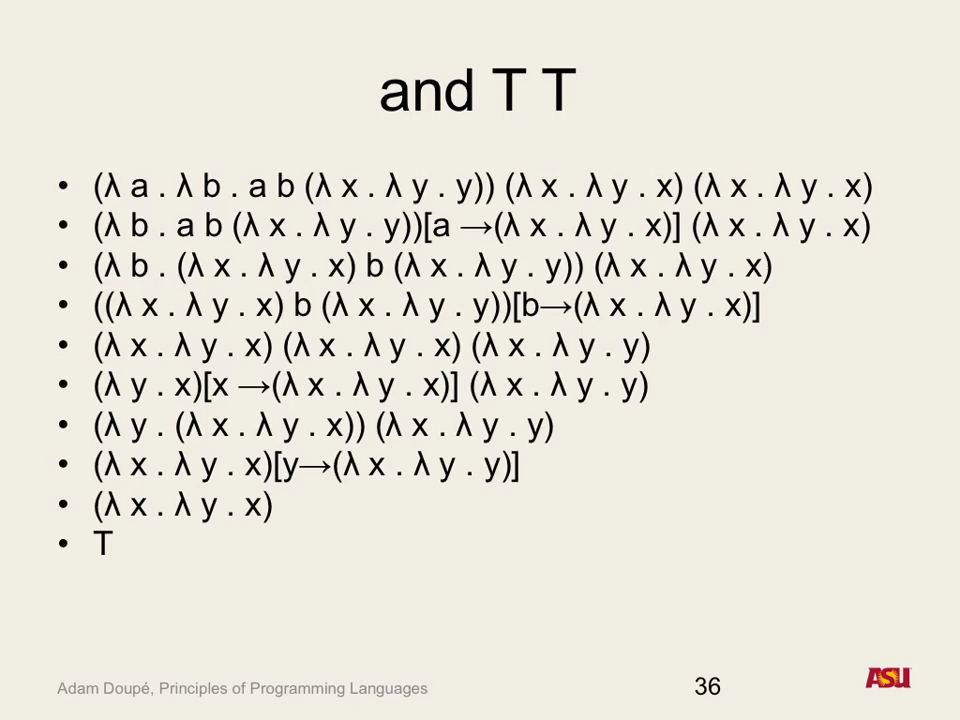 and T T
• (λ a . λ b . a b (λ x . λ y . y)) (λ x . λ y . x) (λ x . λ y . x)
• (λ b . a b (λ x . λ y . y))[a →(λ x . λ y . x)] (λ x . λ y . x)
• (λ b . (λ x . λ y . x) b (λ x . λ y . y)) (λ x . λ y . x)
• ((λ x . λ y . x) b (λ x . λ y . y))[b→(λ x . λ y . x)]
• (λ x . λ y . x) (λ x . λ y . x) (λ x . λ y . y)
• (λ y . x)[x →(λ x . λ y . x)] (λ x . λ y . y)
• (λ y . (λ x . λ y . x)) (λ x . λ y . y)
• (λ x . λ y . x)[y→(λ x . λ y . y)]
• (λ x . λ y . x)
• T
Adam Doupé, Principles of Programming Languages
36
ASU